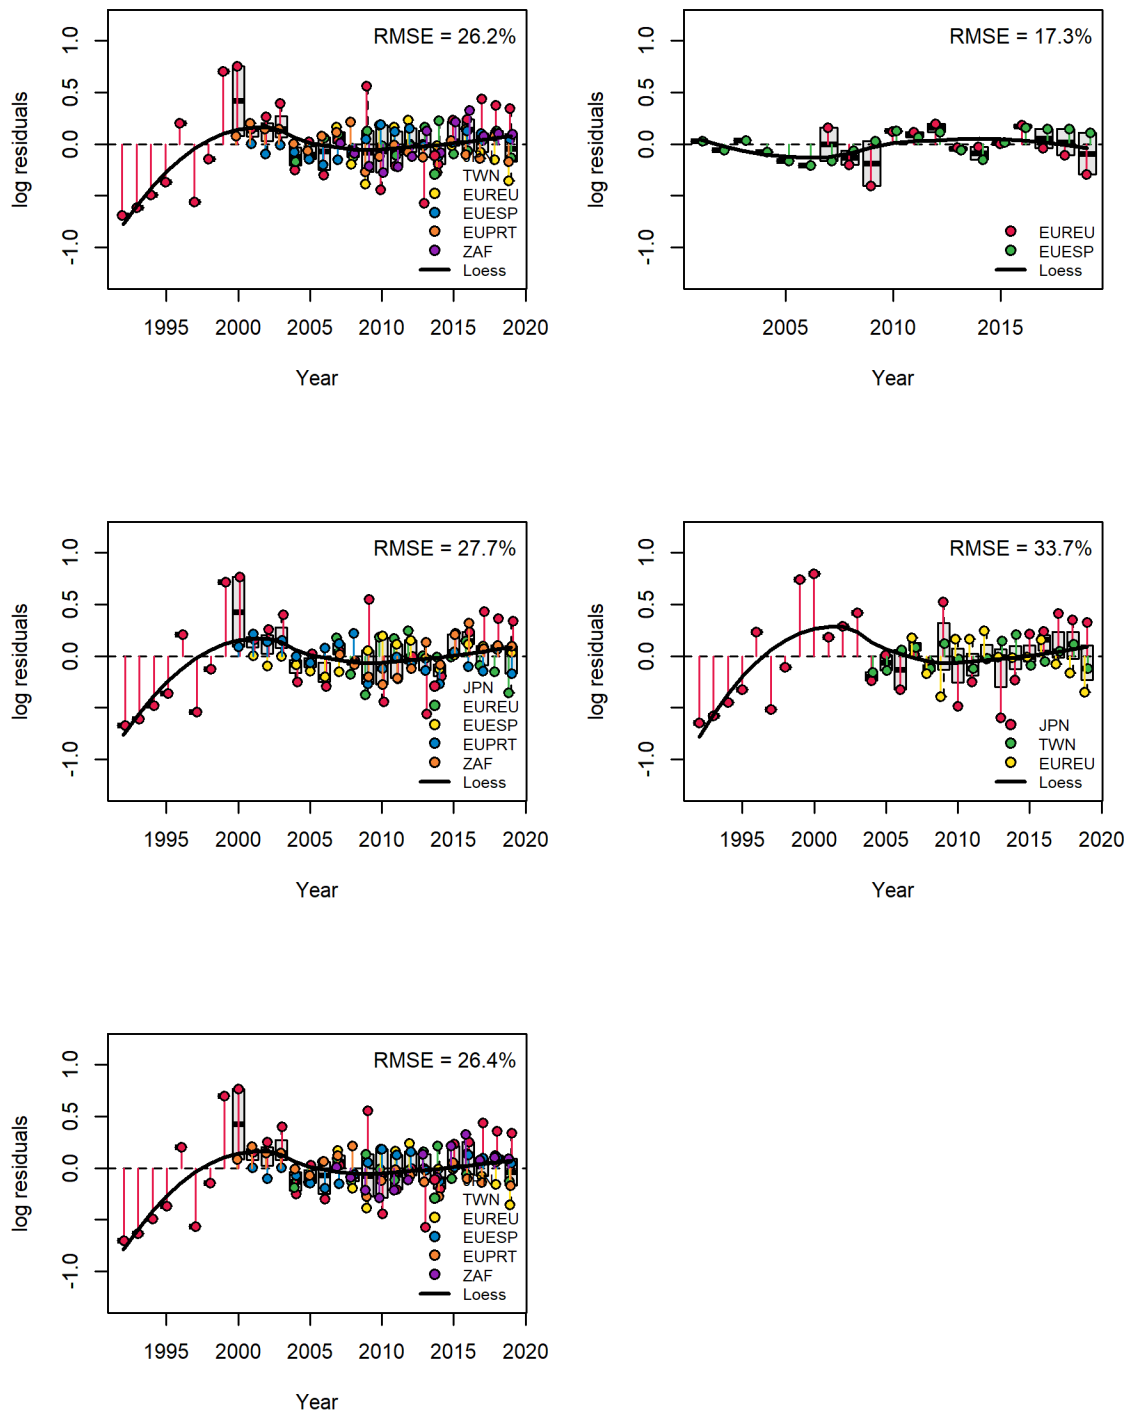 RMSE = 26.2%
1.0
0.5
0.0
-1.0
log residuals
TWN
EUREU
EUESP
EUPRT
ZAF
Loess
1995 2000 2005 2010 2015 2020
Year
RMSE = 17.3%
1.0
0.5
0.0
-1.0
log residuals
EUREU
EUESP
Loess
2005 2010 2015
Year
RMSE = 27.7%
1.0
0.5
0.0
-1.0
log residuals
JPN
EUREU
EUESP
EUPRT
ZAF
Loess
1995 2000 2005 2010 2015 2020
Year
RMSE = 33.7%
1.0
0.5
0.0
-1.0
log residuals
JPN
TWN
EUREU
Loess
1995 2000 2005 2010 2015 2020
Year
RMSE = 26.4%
1.0
0.5
0.0
-1.0
log residuals
TWN
EUREU
EUESP
EUPRT
ZAF
Loess
1995 2000 2005 2010 2015 2020
Year